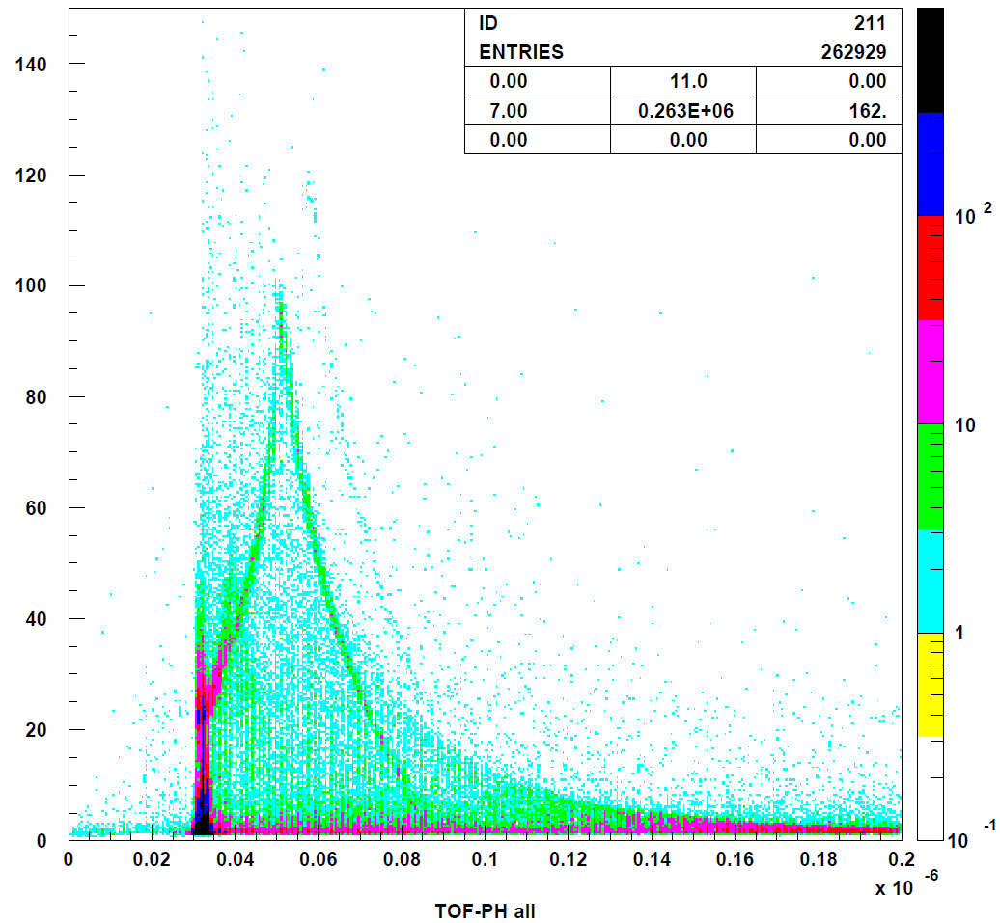 ID 211
ENTRIES 262929
0.00 11.0 0.00
7.00 0.263E+06 162.
0.00 0.00 0.00
140
120
100
80
60
40
20
0
0 0.02 0.04 0.06 0.08 0.1 0.12 0.14 0.16 0.18 0.2
x 10 -6
TOF-PH all
10 2
10
1
10 -1